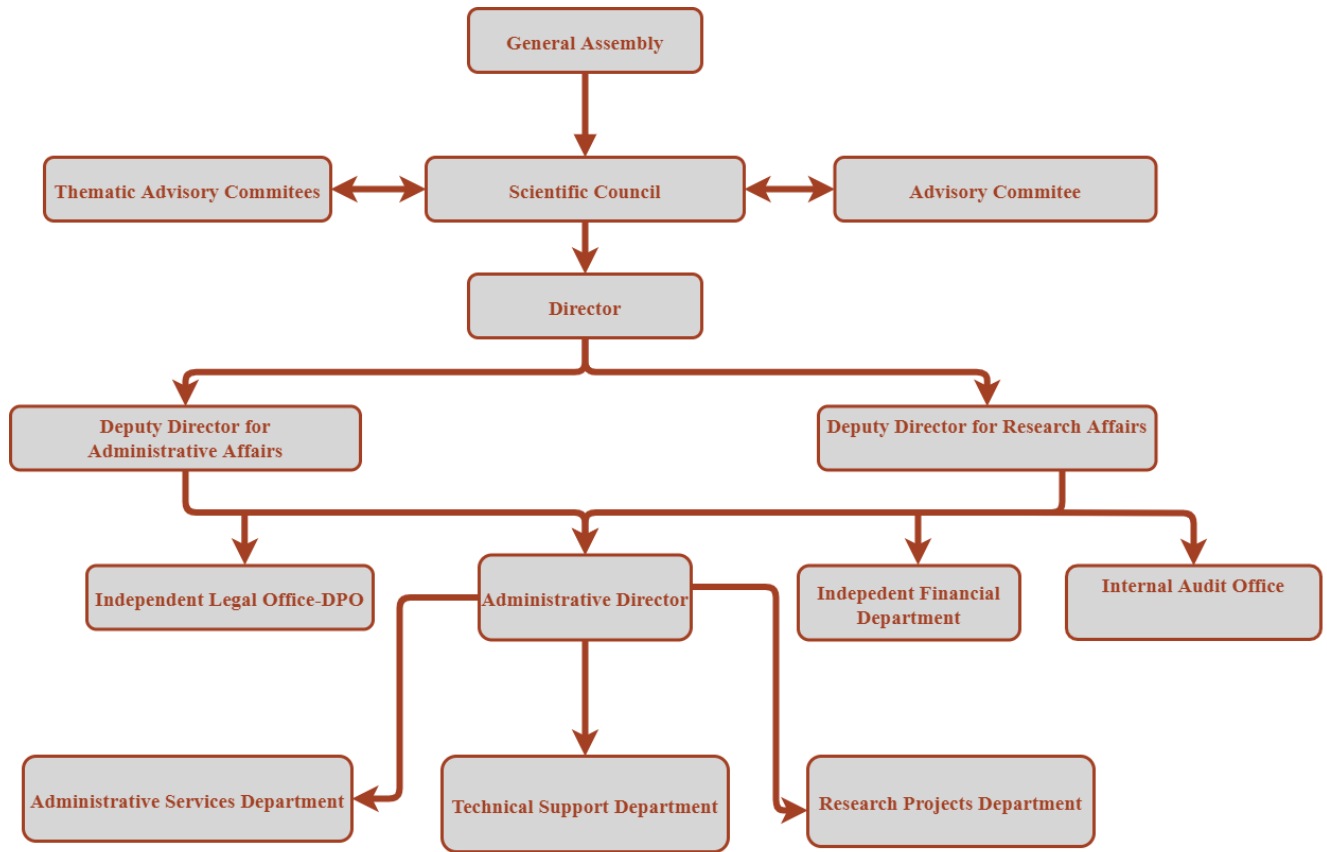 General Assembly
Thematic Advisory Commitees
Scientific Council
Advisory Commitee
Director
Deputy Director for
Administrative Affairs
Deputy Director for Research Affairs
Independent Legal Office-DPO
Administrative Director
Indepedent Financial
Department
Internal Audit Office
Administrative Services Department
Technical Support Department
Research Projects Department